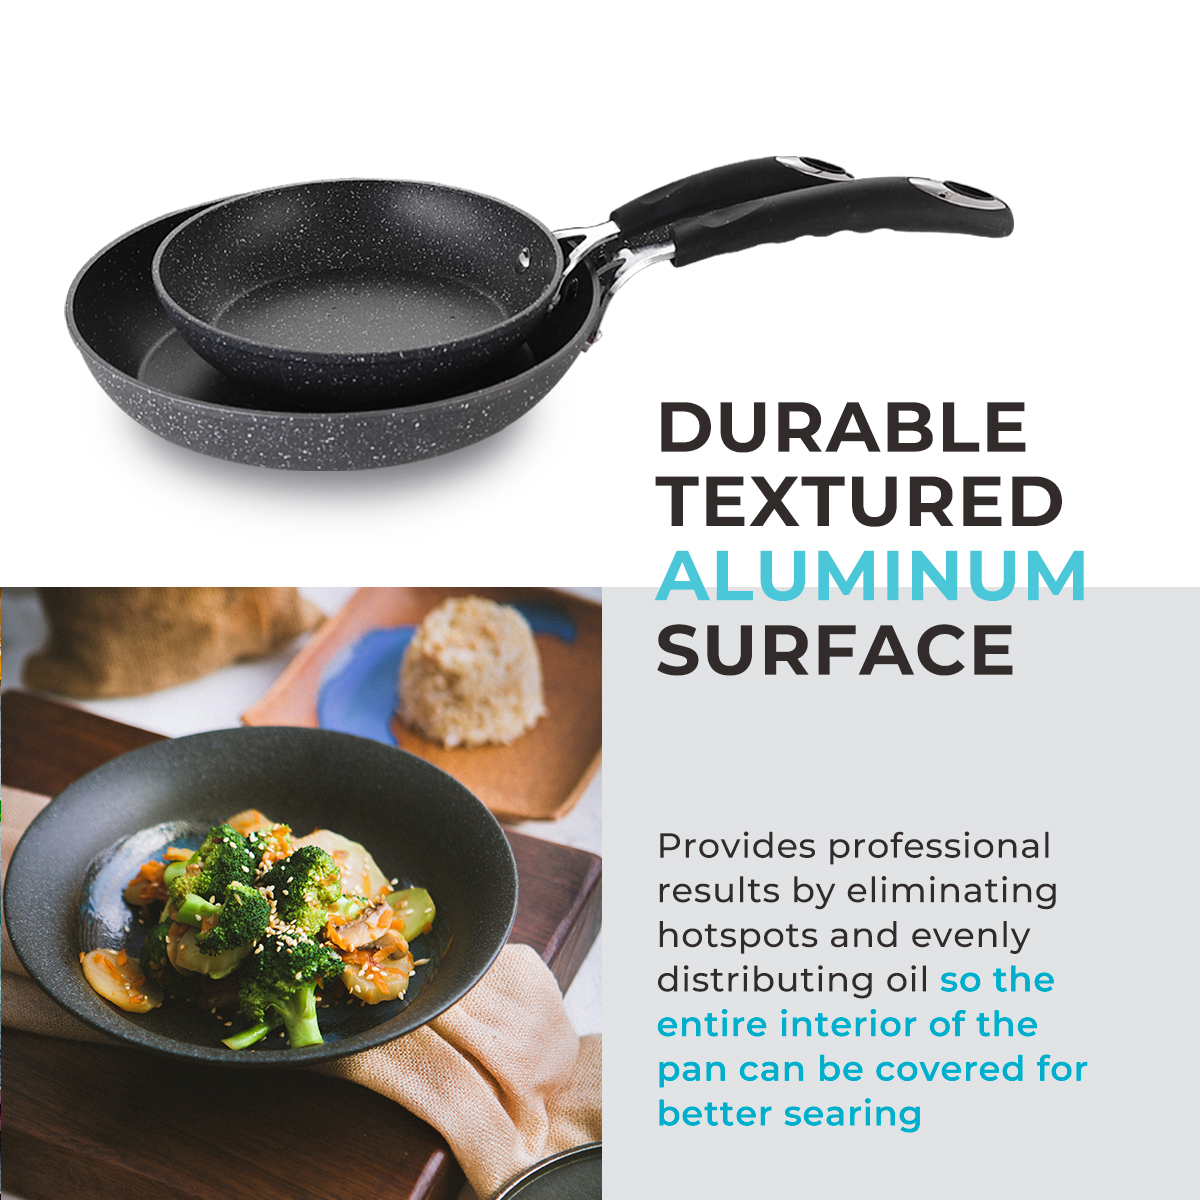 DURABLE
TEXTURED
ALUMINUM
SURFACE
Provides professional
results by eliminating
hotspots and evenly
distributing oil so the
entire interior of the
pan can be covered for
better searing